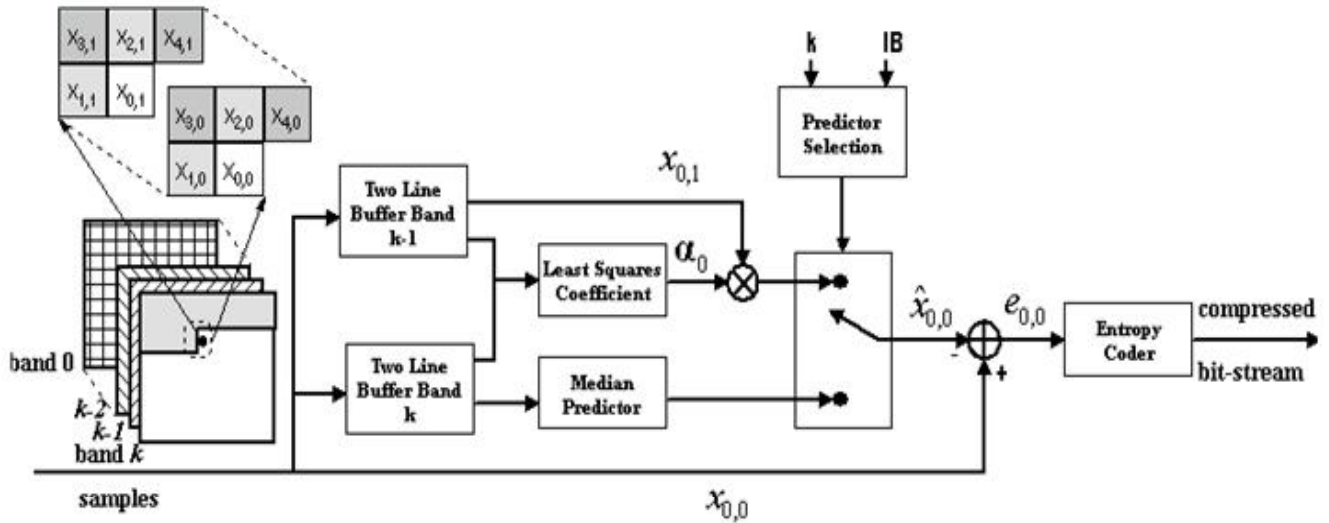 X3,1 X2,1 X4,1
X1,1 X0,1
X3,0 X2,0 X4,0
X1,0 X0,0
k IB
Predictor
Selection
x0,1
Two Line
Buffer Band
k-1
Least Squares
Coefficient
α0
x̂0,0
e0,0
Entropy
Coder
compressed
bit-stream
-
+
band 0
k-2
k-1
band k
Two Line
Buffer Band
k
Median
Predictor
samples
x0,0